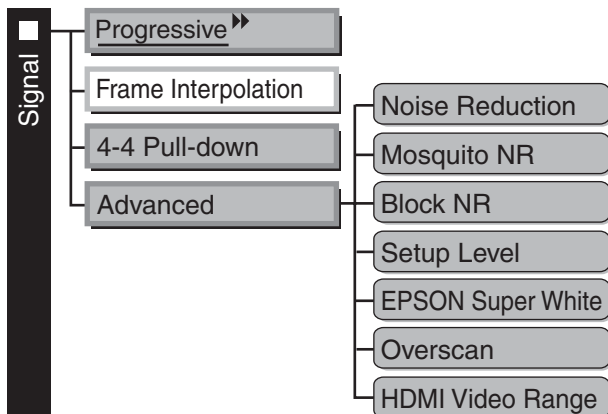 Signal
Progressive
Frame Interpolation
4-4 Pull-down
Advanced
Noise Reduction
Mosquito NR
Block NR
Setup Level
EPSON Super White
Overscan
HDMI Video Range